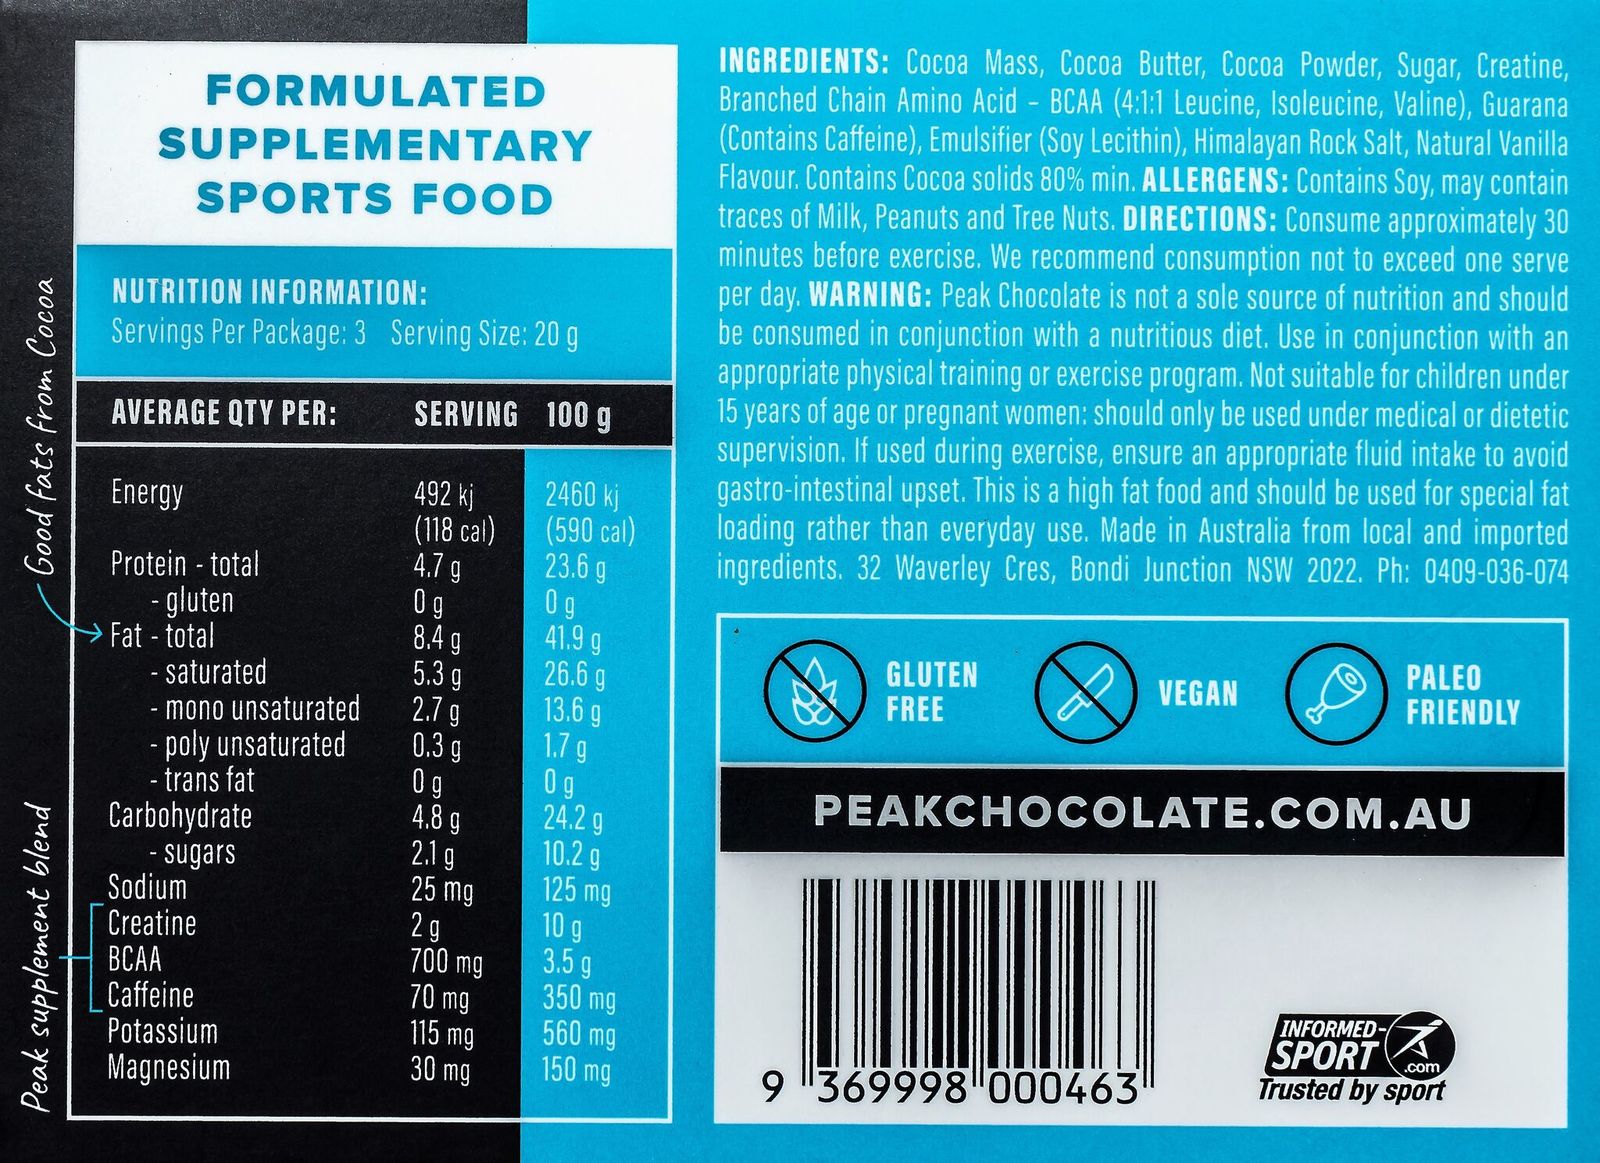 FORMULATED
SUPPLEMENTARY
SPORTS FOOD
NUTRITION INFORMATION:
Servings Per Package: 3 Serving Size: 20 g
AVERAGE QTY PER: SERVING 100 g
Energy 492 kj 2460 kj
(118 cal) (590 cal)
Protein - total 4.7 g 23.6 g
- gluten 0 g 0 g
Fat - total 8.4 g 41.9 g
- saturated 5.3 g 26.6 g
- mono unsaturated 2.7 g 13.6 g
- poly unsaturated 0.3 g 1.7 g
- trans fat 0 g 0 g
Carbohydrate 4.8 g 24.2 g
- sugars 2.1 g 10.2 g
Sodium 25 mg 125 mg
Creatine 2 g 10 g
BCAA 700 mg 3.5 g
Caffeine 70 mg 350 mg
Potassium 115 mg 560 mg
Magnesium 30 mg 150 mg
Good fats from Cocoa
Peak supplement blend
INGREDIENTS: Cocoa Mass, Cocoa Butter, Cocoa Powder, Sugar, Creatine,
Branched Chain Amino Acid - BCAA (4:1:1 Leucine, Isoleucine, Valine), Guarana
(Contains Caffeine), Emulsifier (Soy Lecithin), Himalayan Rock Salt, Natural Vanilla
Flavour. Contains Cocoa solids 80% min. ALLERGENS: Contains Soy, may contain
traces of Milk, Peanuts and Tree Nuts. DIRECTIONS: Consume approximately 30
minutes before exercise. We recommend consumption not to exceed one serve
per day. WARNING: Peak Chocolate is not a sole source of nutrition and should
be consumed in conjunction with a nutritious diet. Use in conjunction with an
appropriate physical training or exercise program. Not suitable for children under
15 years of age or pregnant women: should only be used under medical or dietetic
supervision. If used during exercise, ensure an appropriate fluid intake to avoid
gastro-intestinal upset. This is a high fat food and should be used for special fat
loading rather than everyday use. Made in Australia from local and imported
ingredients. 32 Waverley Cres, Bondi Junction NSW 2022. Ph: 0409-036-074
GLUTEN
FREE
VEGAN
PALEO
FRIENDLY
PEAKCHOCOLATE.COM.AU
9 369998 000463
INFORMED-
SPORT
.com
Trusted by sport